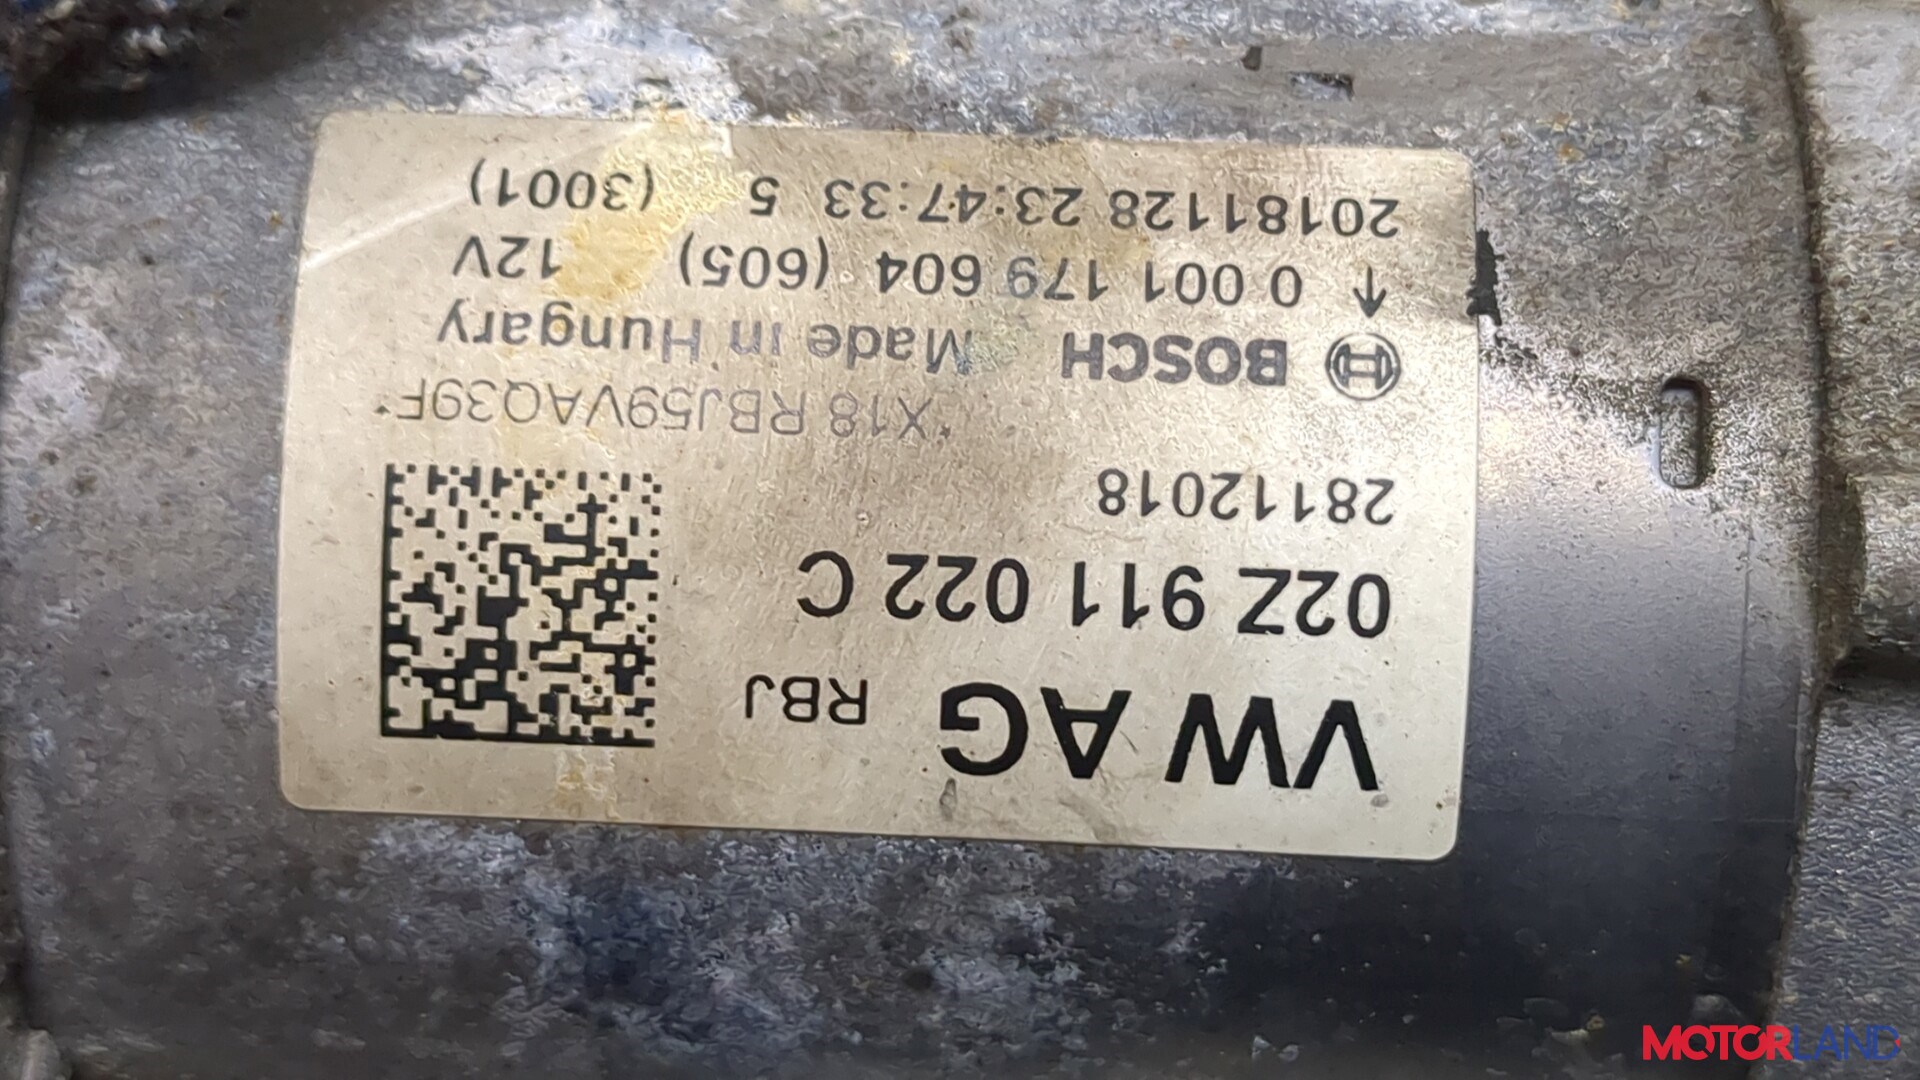 VW AG RBJ
02Z 911 022 C
28112018
*X18 RBJ59VAQ39F*
BOSCH Made in Hungary
↑ 0 001 179 604 (605) 12V
20181128 23:47:33 5 (3001)
MOTORLAND